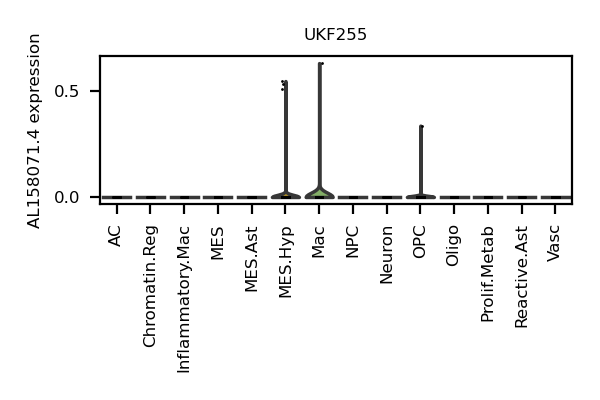 UKF255
AL158071.4 expression
0.5
0.0
AC
Chromatin.Reg
Inflammatory.Mac
MES
MES.Ast
MES.Hyp
Mac
NPC
Neuron
OPC
Oligo
Prolif.Metab
Reactive.Ast
Vasc